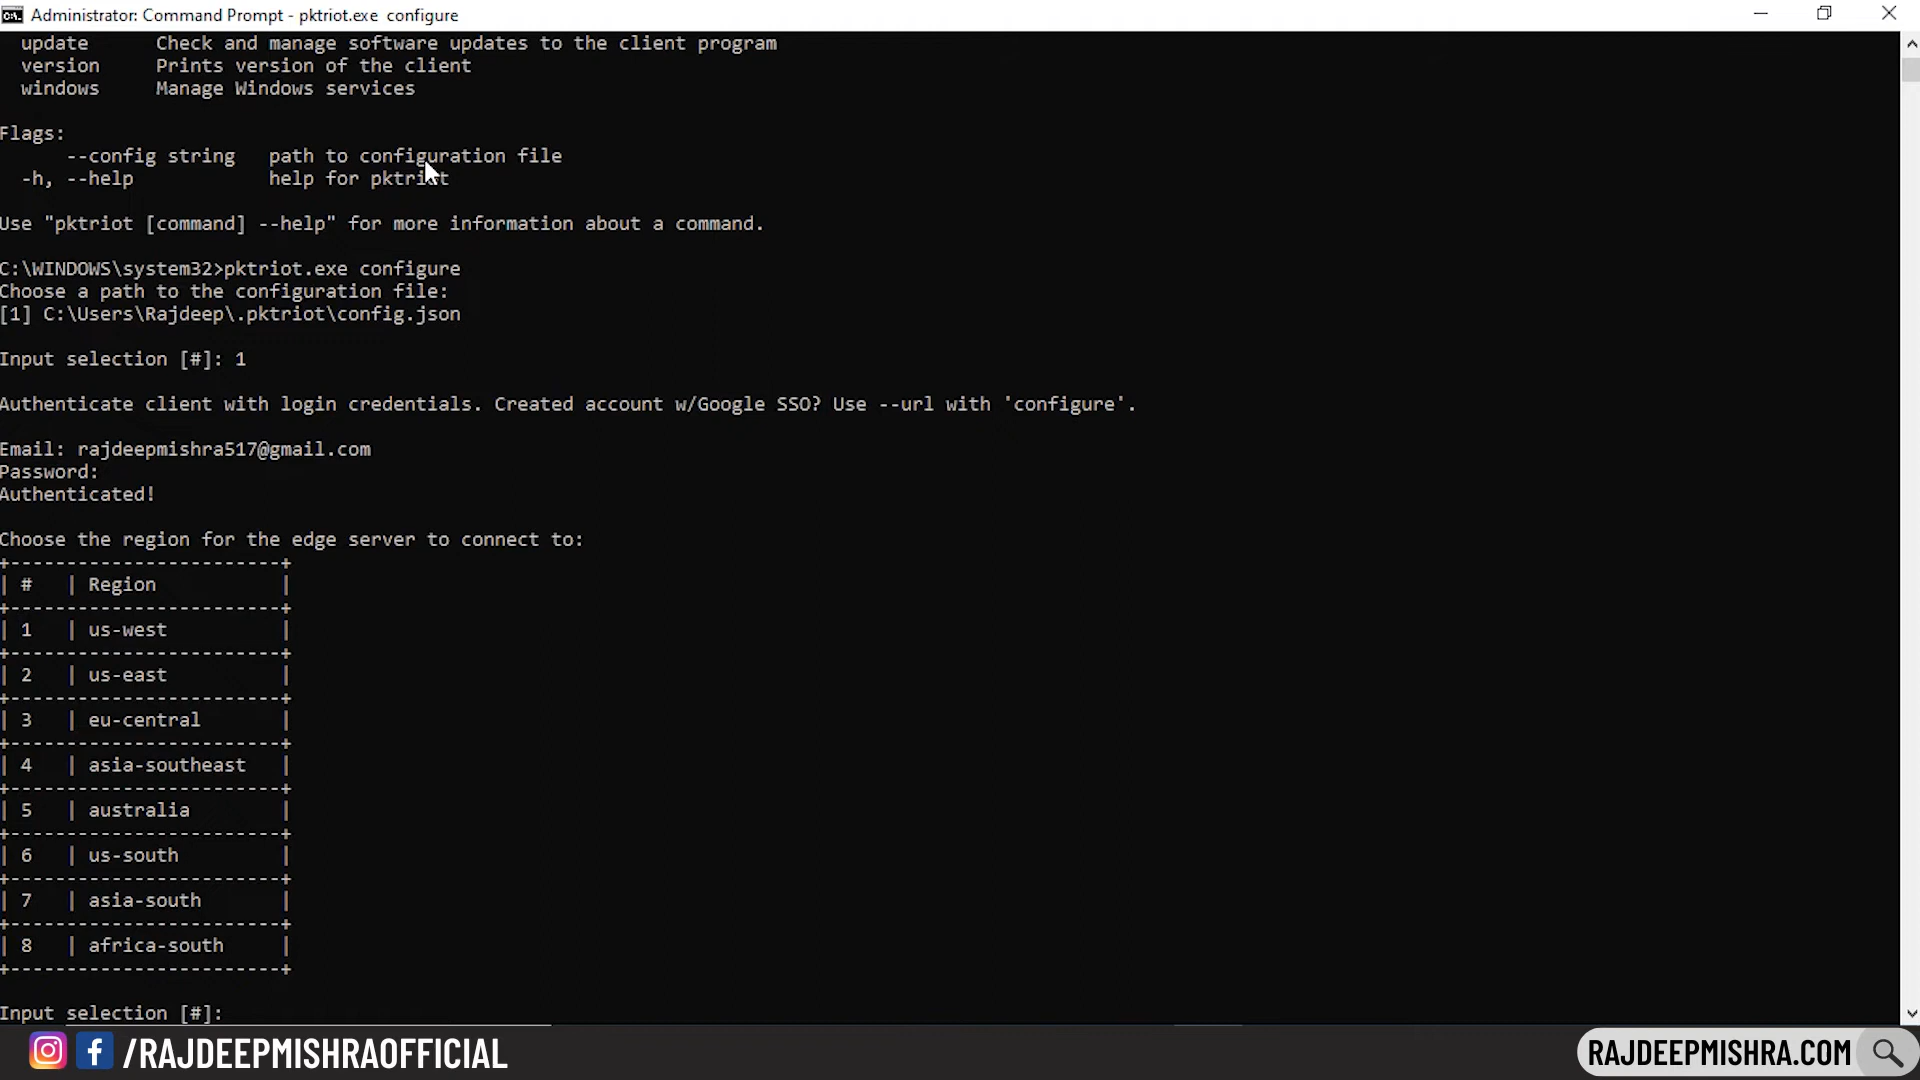 Administrator: Command Prompt - pktriot.exe  configure
update     Check and manage software updates to the client program
version    Prints version of the client
windows    Manage Windows services
Flags:
--config string   path to configuration file
-h, --help            help for pktriot
Use "pktriot [command] --help" for more information about a command.
C:\WINDOWS\system32>pktriot.exe configure
Choose a path to the configuration file:
[1] C:\Users\Rajdeep\.pktriot\config.json
Input selection [#]: 1
Authenticate client with login credentials. Created account w/Google SSO? Use --url with 'configure'.
Email: rajdeepmishra517@gmail.com
Password:
Authenticated!
Choose the region for the edge server to connect to:
+-------------------------+
| #   | Region            |
+-------------------------+
| 1   | us-west           |
+-------------------------+
| 2   | us-east           |
+-------------------------+
| 3   | eu-central        |
+-------------------------+
| 4   | asia-southeast    |
+-------------------------+
| 5   | australia         |
+-------------------------+
| 6   | us-south          |
+-------------------------+
| 7   | asia-south        |
+-------------------------+
| 8   | africa-south      |
+-------------------------+
Input selection [#]:
/RAJDEEPMISHRAOFFICIAL
RAJDEEPMISHRA.COM